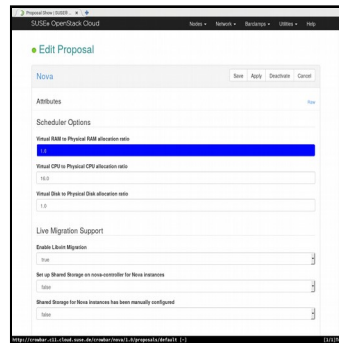 Proposal Show | SUSE® ...
SUSE® OpenStack Cloud
Nodes Network Barclamps Utilities Help
Edit Proposal
Nova
Save Apply Deactivate Cancel
Attributes
Raw
Scheduler Options
Virtual RAM to Physical RAM allocation ratio
1.0
Virtual CPU to Physical CPU allocation ratio
16.0
Virtual Disk to Physical Disk allocation ratio
1.0
Live Migration Support
Enable Libvirt Migration
true
Set up Shared Storage on nova-controller for Nova instances
false
Shared Storage for Nova instances has been manually configured
false
http://crowbar.c11.cloud.suse.de/crowbar/nova/1.0/proposals/default [-]